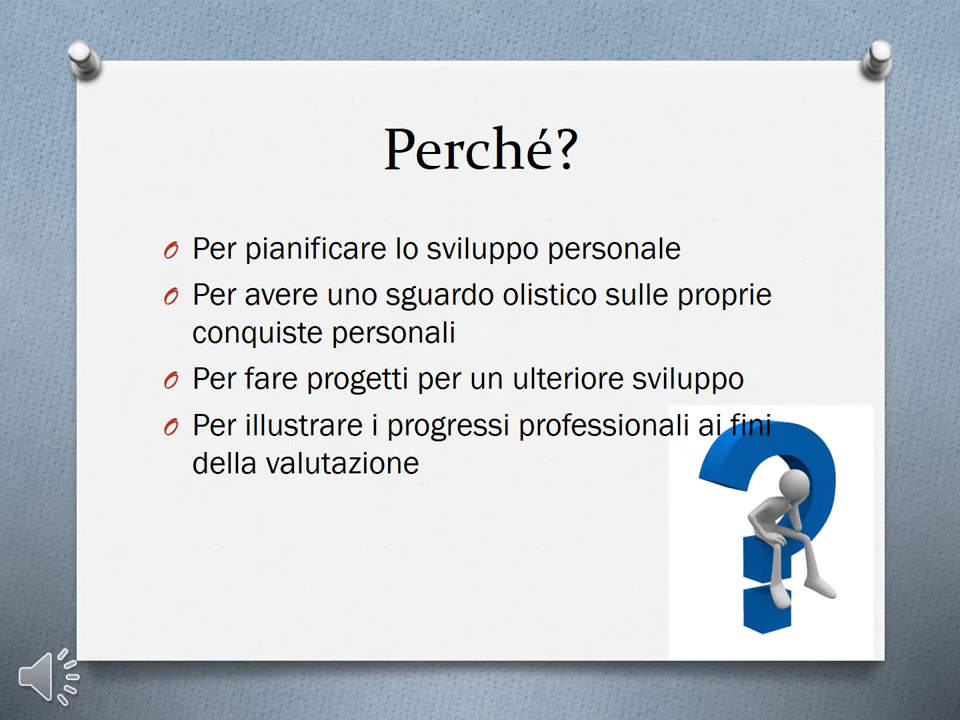 Perché?
Per pianificare lo sviluppo personale
Per avere uno sguardo olistico sulle proprie
conquiste personali
Per fare progetti per un ulteriore sviluppo
Per illustrare i progressi professionali ai fini
della valutazione